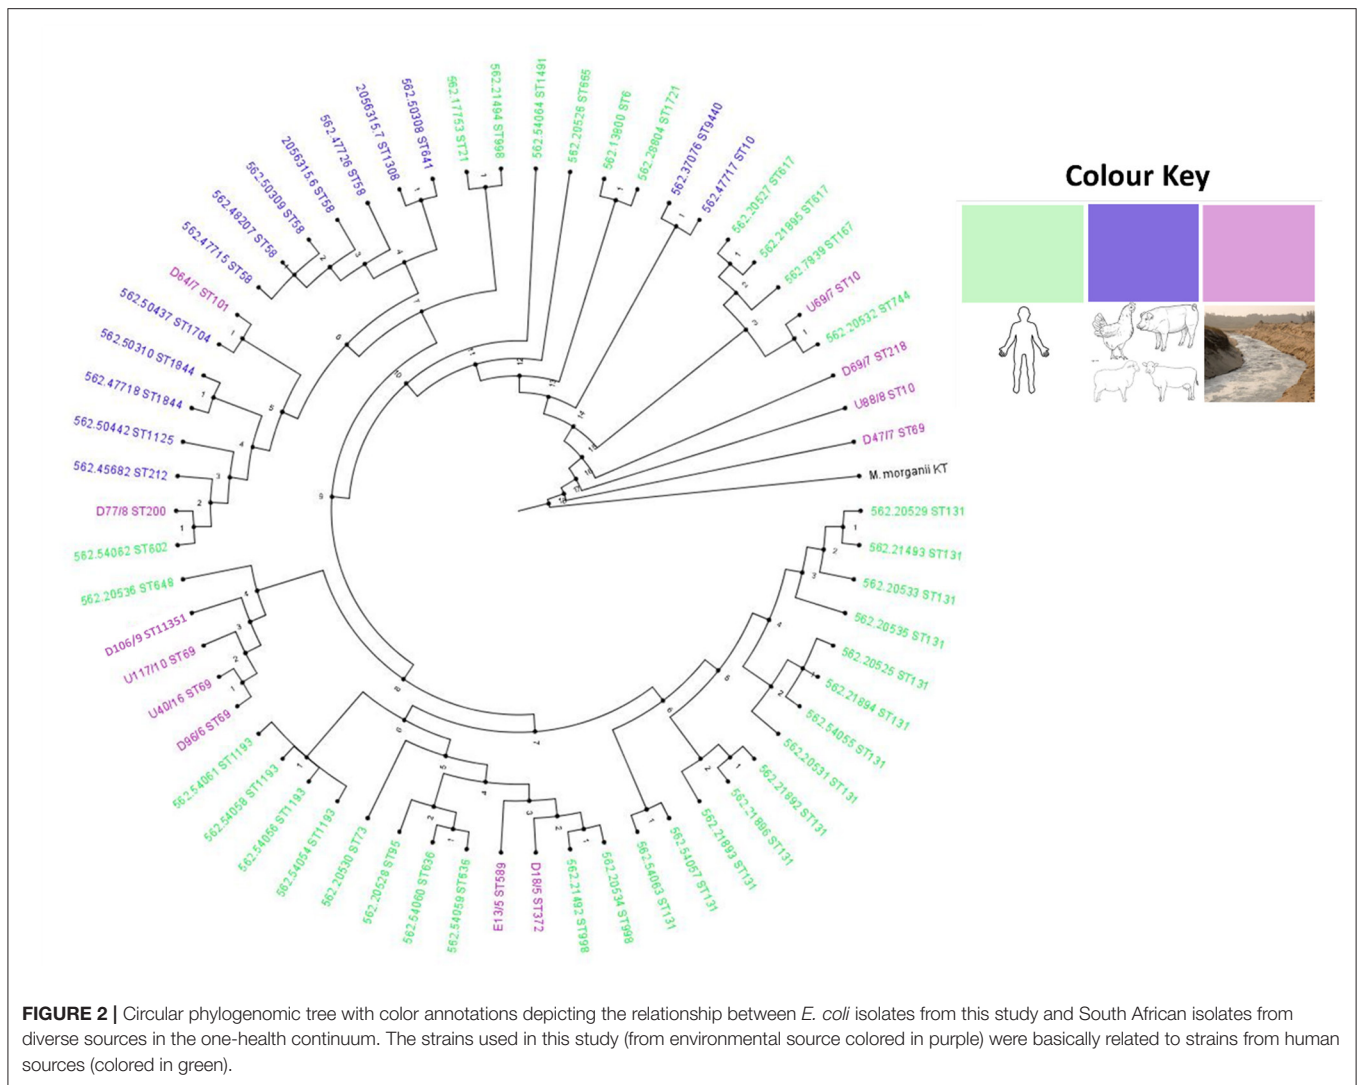 562.17753 ST21
562.21494 ST998
562.54064 ST1491
562.20526 ST665
562.13800 ST6
562.28804 ST1721
562.37076 ST9440
562.47717 ST10
562.20527 ST617
562.21895 ST617
562.7939 ST167
U69/7 ST10
562.20532 ST744
D69/7 ST218
U88/8 ST10
D47/7 ST69
M. morganii KT
562.20529 ST131
562.21493 ST131
562.20533 ST131
562.20535 ST131
562.20525 ST131
562.21894 ST131
562.54055 ST131
562.20531 ST131
562.21892 ST131
562.21896 ST131
562.21893 ST131
562.54057 ST131
562.54063 ST131
562.20534 ST998
562.21492 ST998
D18/5 ST372
E13/5 ST589
562.54059 ST636
562.54060 ST636
562.20528 ST95
562.20530 ST73
562.54054 ST1193
562.54056 ST1193
562.54058 ST1193
562.54061 ST1193
D96/6 ST69
U40/16 ST69
U117/10 ST69
D106/9 ST11351
562.20536 ST648
562.54062 ST602
D77/8 ST200
562.45682 ST212
562.50442 ST1125
562.47718 ST1844
562.50310 ST1844
562.50437 ST1704
D64/7 ST101
562.47715 ST58
562.48207 ST58
562.50309 ST58
2056315.6 ST58
562.47726 ST58
2056315.7 ST1308
562.50308 ST641
Colour Key
FIGURE 2 | Circular phylogenomic tree with color annotations depicting the relationship between E. coli isolates from this study and South African isolates from
diverse sources in the one-health continuum. The strains used in this study (from environmental source colored in purple) were basically related to strains from human
sources (colored in green).